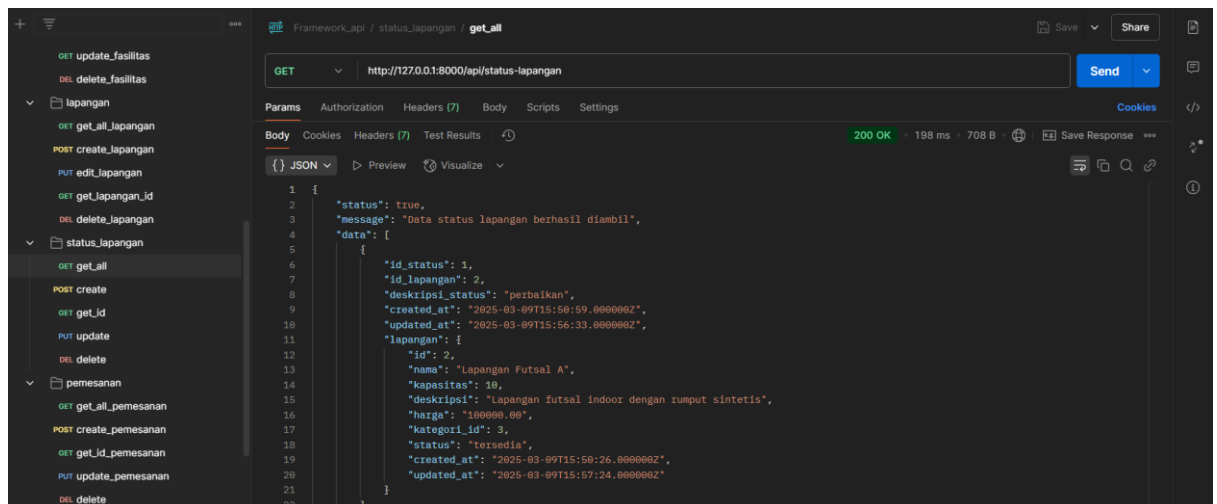 GET update_fasilitas
DEL delete_fasilitas
lapangan
GET get_all_lapangan
POST create_lapangan
PUT edit_lapangan
GET get_lapangan_id
DEL delete_lapangan
status_lapangan
GET get_all
POST create
GET get_id
PUT update
DEL delete
pemesanan
GET get_all_pemesanan
POST create_pemesanan
GET get_id_pemesanan
PUT update_pemesanan
DEL delete
HTTP Framework_api / status_lapangan / get_all
Save Share
GET http://127.0.0.1:8000/api/status-lapangan Send
Params Authorization Headers (7) Body Scripts Settings Cookies
Body Cookies Headers (7) Test Results 200 OK 198 ms 708 B Save Response
{} JSON Preview Visualize
1 {
2 "status": true,
3 "message": "Data status lapangan berhasil diambil",
4 "data": [
5 {
6 "id_status": 1,
7 "id_lapangan": 2,
8 "deskripsi_status": "perbaikan",
9 "created_at": "2025-03-09T15:50:59.000000Z",
10 "updated_at": "2025-03-09T15:56:33.000000Z",
11 "lapangan": {
12 "id": 2,
13 "nama": "Lapangan Futsal A",
14 "kapasitas": 10,
15 "deskripsi": "Lapangan futsal indoor dengan rumput sintetis",
16 "harga": "100000.00",
17 "kategori_id": 3,
18 "status": "tersedia",
19 "created_at": "2025-03-09T15:50:26.000000Z",
20 "updated_at": "2025-03-09T15:57:24.000000Z"
21 }